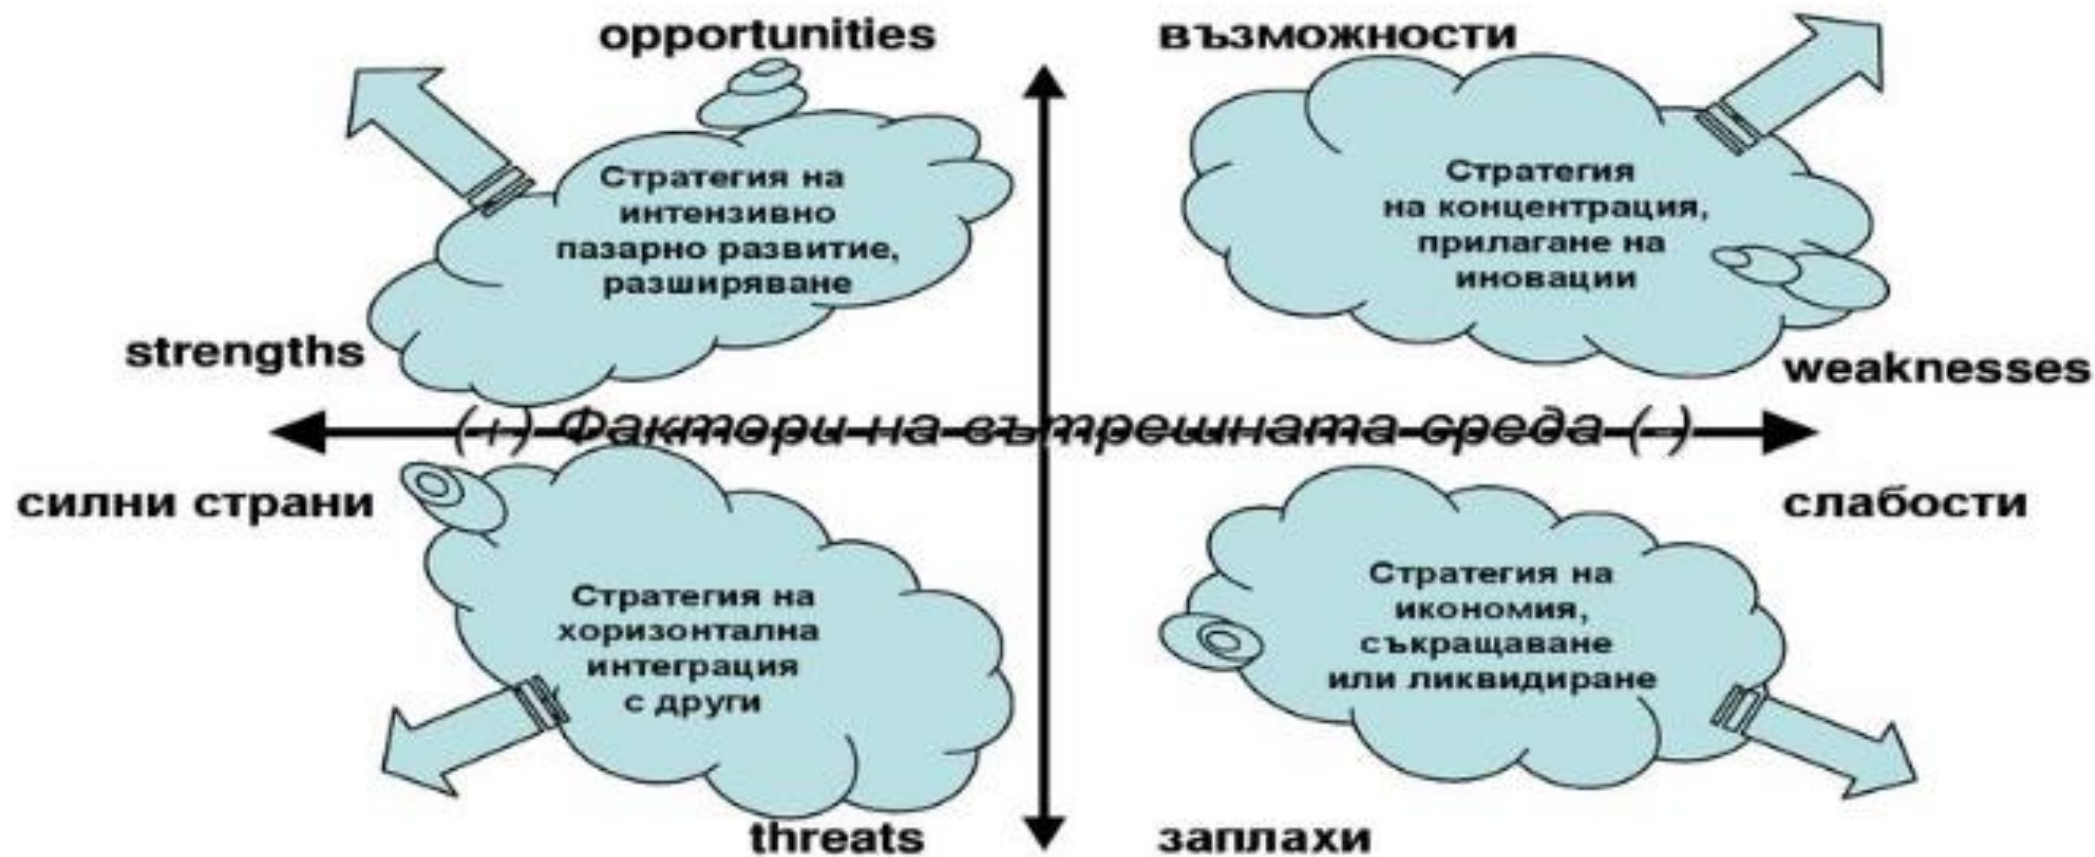 opportunities
възможности
Стратегия на
интензивно
пазарно развитие,
разширяване
Стратегия
на концентрация,
прилагане на
иновации
strengths
weaknesses
(+) Фактори на вътрешната среда (-)
силни страни
слабости
Стратегия на
хоризонтална
интеграция
с други
Стратегия на
икономия,
съкращаване
или ликвидиране
threats
заплахи